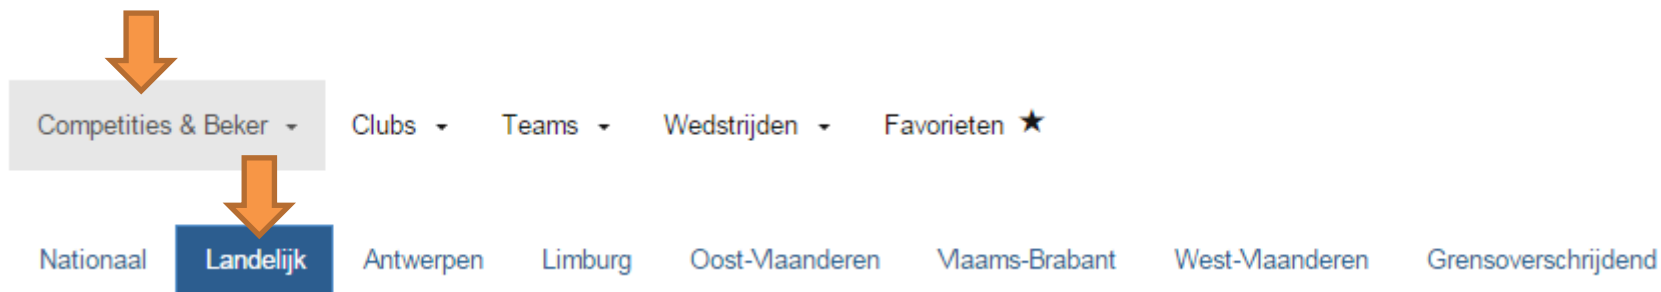 Competities & Beker Clubs Teams Wedstrijden Favorieten ★
Nationaal Landelijk Antwerpen Limburg Oost-Vlaanderen Vlaams-Brabant West-Vlaanderen Grensoverschrijdend